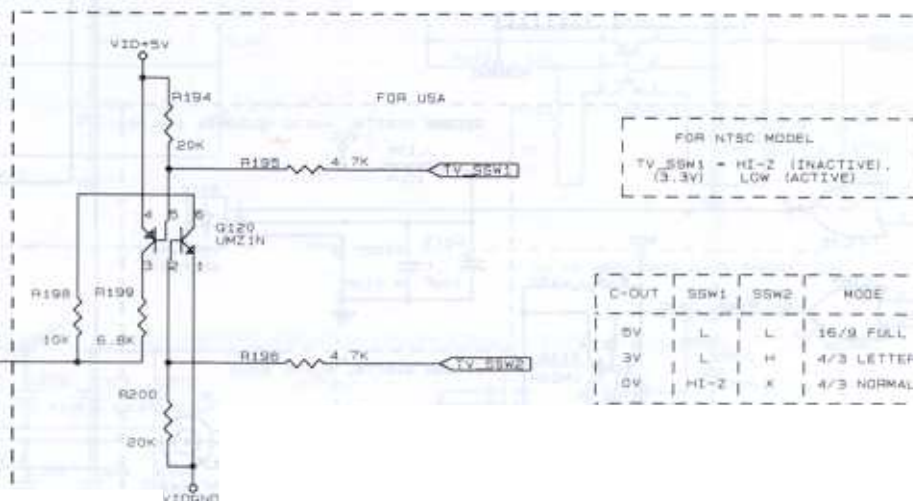 VID+5V
R194
FOR USA
20K
FOR NTSC MODEL
R195 4.7K TV_SSW1
TV_SSW1 = HI-Z (INACTIVE),
(3.3V) LOW (ACTIVE)
4 5 6
Q120
UMZ1N
3 2 1
R198 R199
10K 6.8K
C-OUT SSW1 SSW2 MODE
5V L L 16/9 FULL
3V L H 4/3 LETTER
0V HI-Z X 4/3 NORMAL
R196 4.7K TV_SSW2
R200
20K
VIDGND